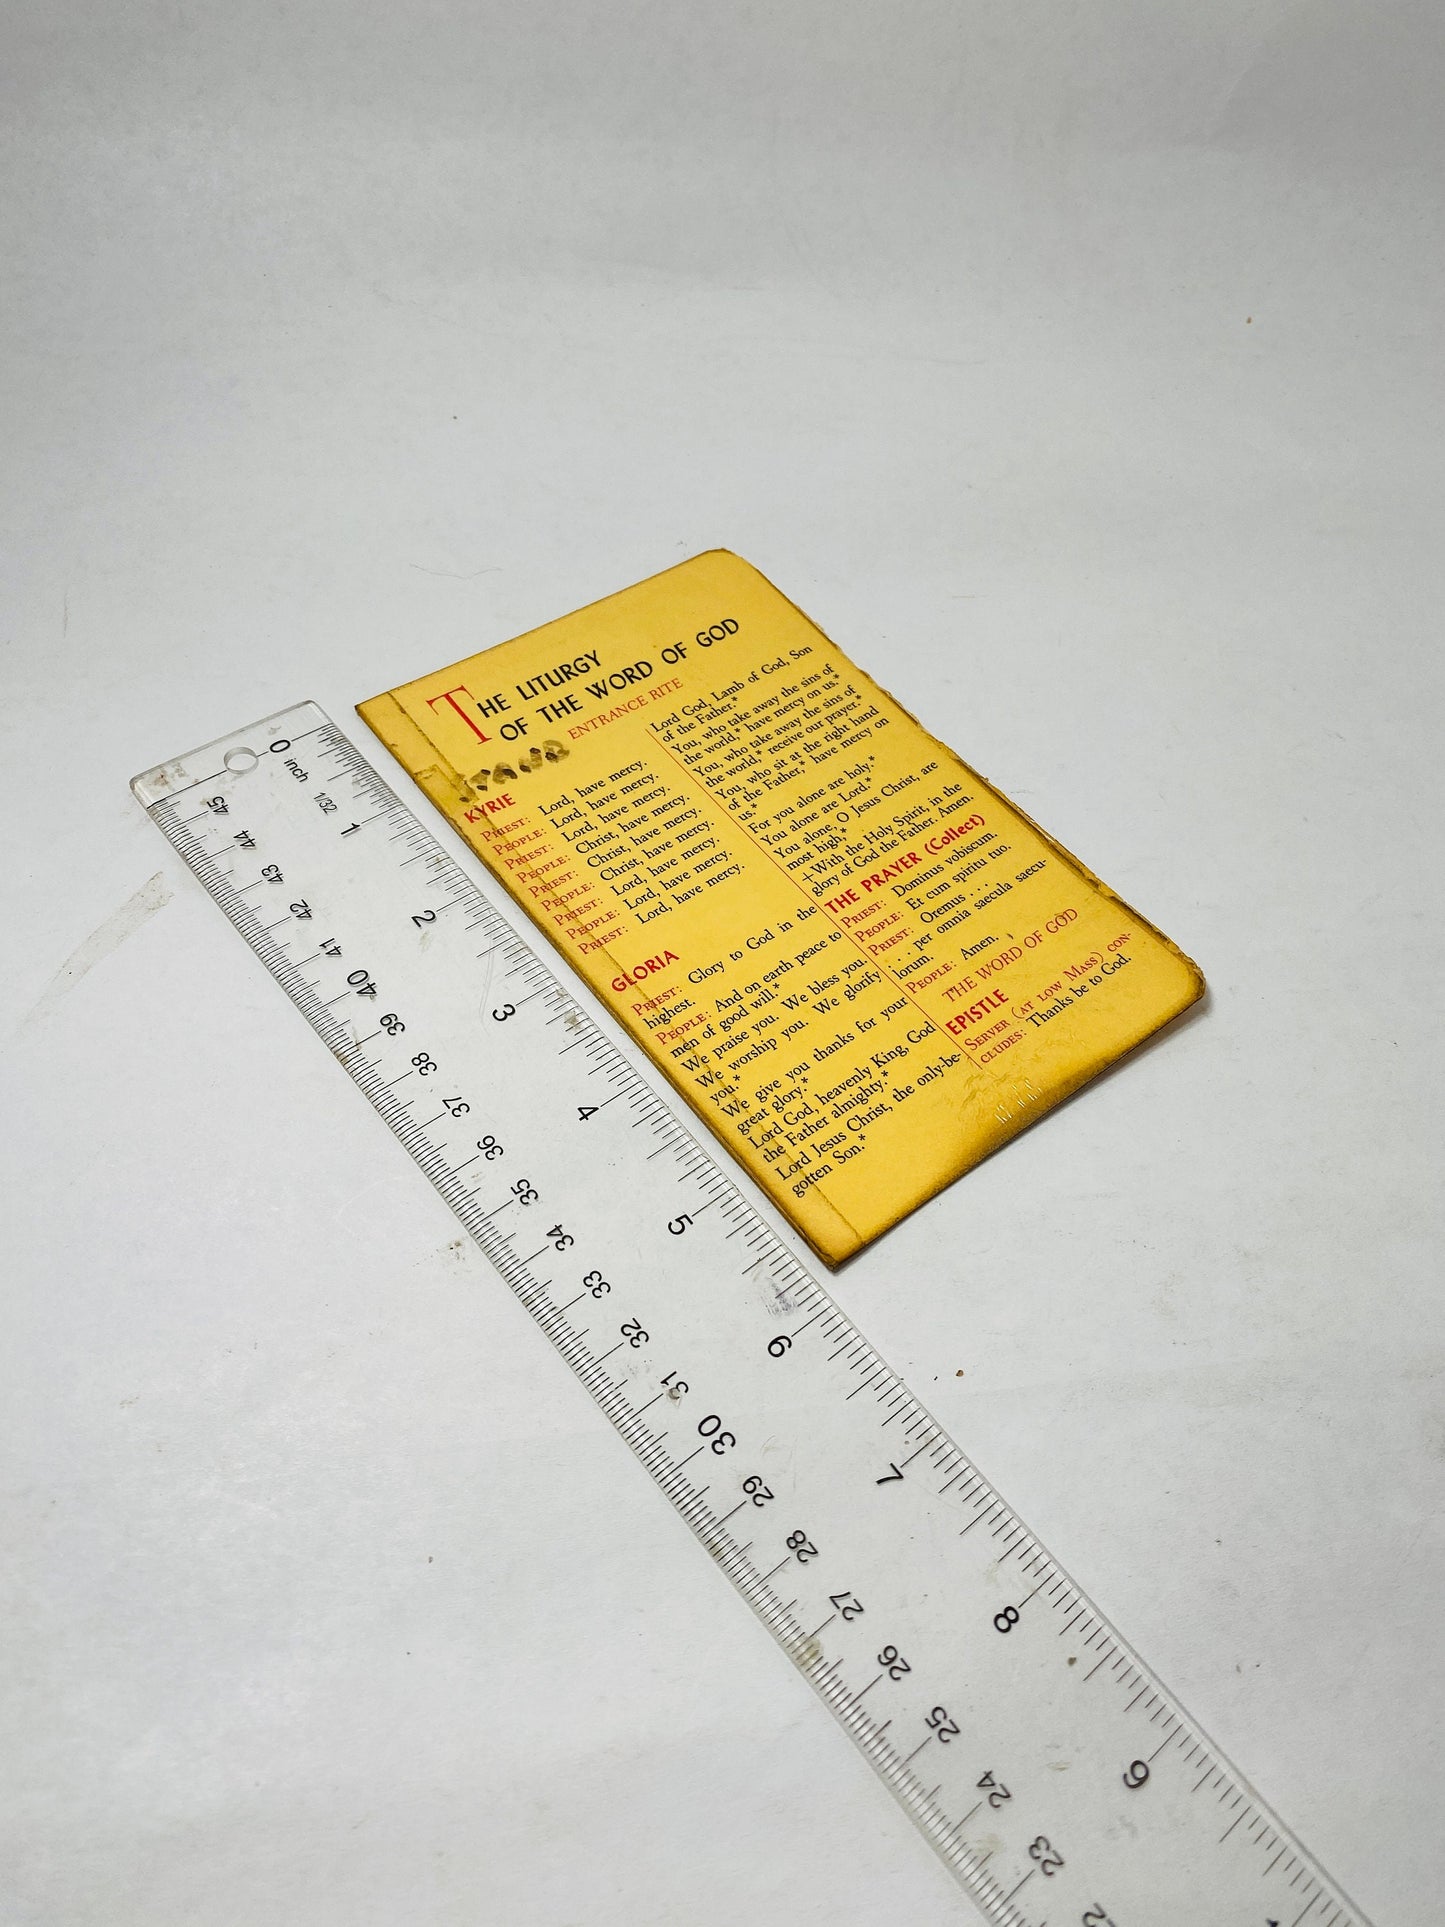 THE LITURGY
OF THE WORD OF GOD
ENTRANCE RITE
STAND
KYRIE
PRIEST: Lord, have mercy.
PEOPLE: Lord, have mercy.
PRIEST: Lord, have mercy.
PEOPLE: Christ, have mercy.
PRIEST: Christ, have mercy.
PEOPLE: Christ, have mercy.
PRIEST: Lord, have mercy.
PEOPLE: Lord, have mercy.
PRIEST: Lord, have mercy.
GLORIA
PRIEST: Glory to God in the
highest.
PEOPLE: And on earth peace to
men of good will.*
We praise you. We bless you.
We worship you. We glorify
you.*
We give you thanks for your
great glory.*
Lord God, heavenly King, God
the Father almighty.*
Lord Jesus Christ, the only-be-
gotten Son.*
Lord God, Lamb of God, Son
of the Father.*
You, who take away the sins of
the world,* have mercy on us.*
You, who take away the sins of
the world,* receive our prayer.*
You, who sit at the right hand
of the Father,* have mercy on
us.*
For you alone are holy.*
You alone are Lord.*
You alone, O Jesus Christ, are
most high,*
+With the Holy Spirit, in the
glory of God the Father. Amen.
THE PRAYER (Collect)
PRIEST: Dominus vobiscum.
PEOPLE: Et cum spiritu tuo.
PRIEST: Oremus . . .
. . . per omnia saecula saecu-
lorum.
PEOPLE: Amen.
THE WORD OF GOD
EPISTLE
SERVER (AT LOW MASS) CON-
CLUDES: Thanks be to God.
0 1 2 3 4 5 6 7 8 9
inch 1/32
45 44 43 42 41 40 39 38 37 36 35 34 33 32 31 30 29 28 27 26 25 24 23 22